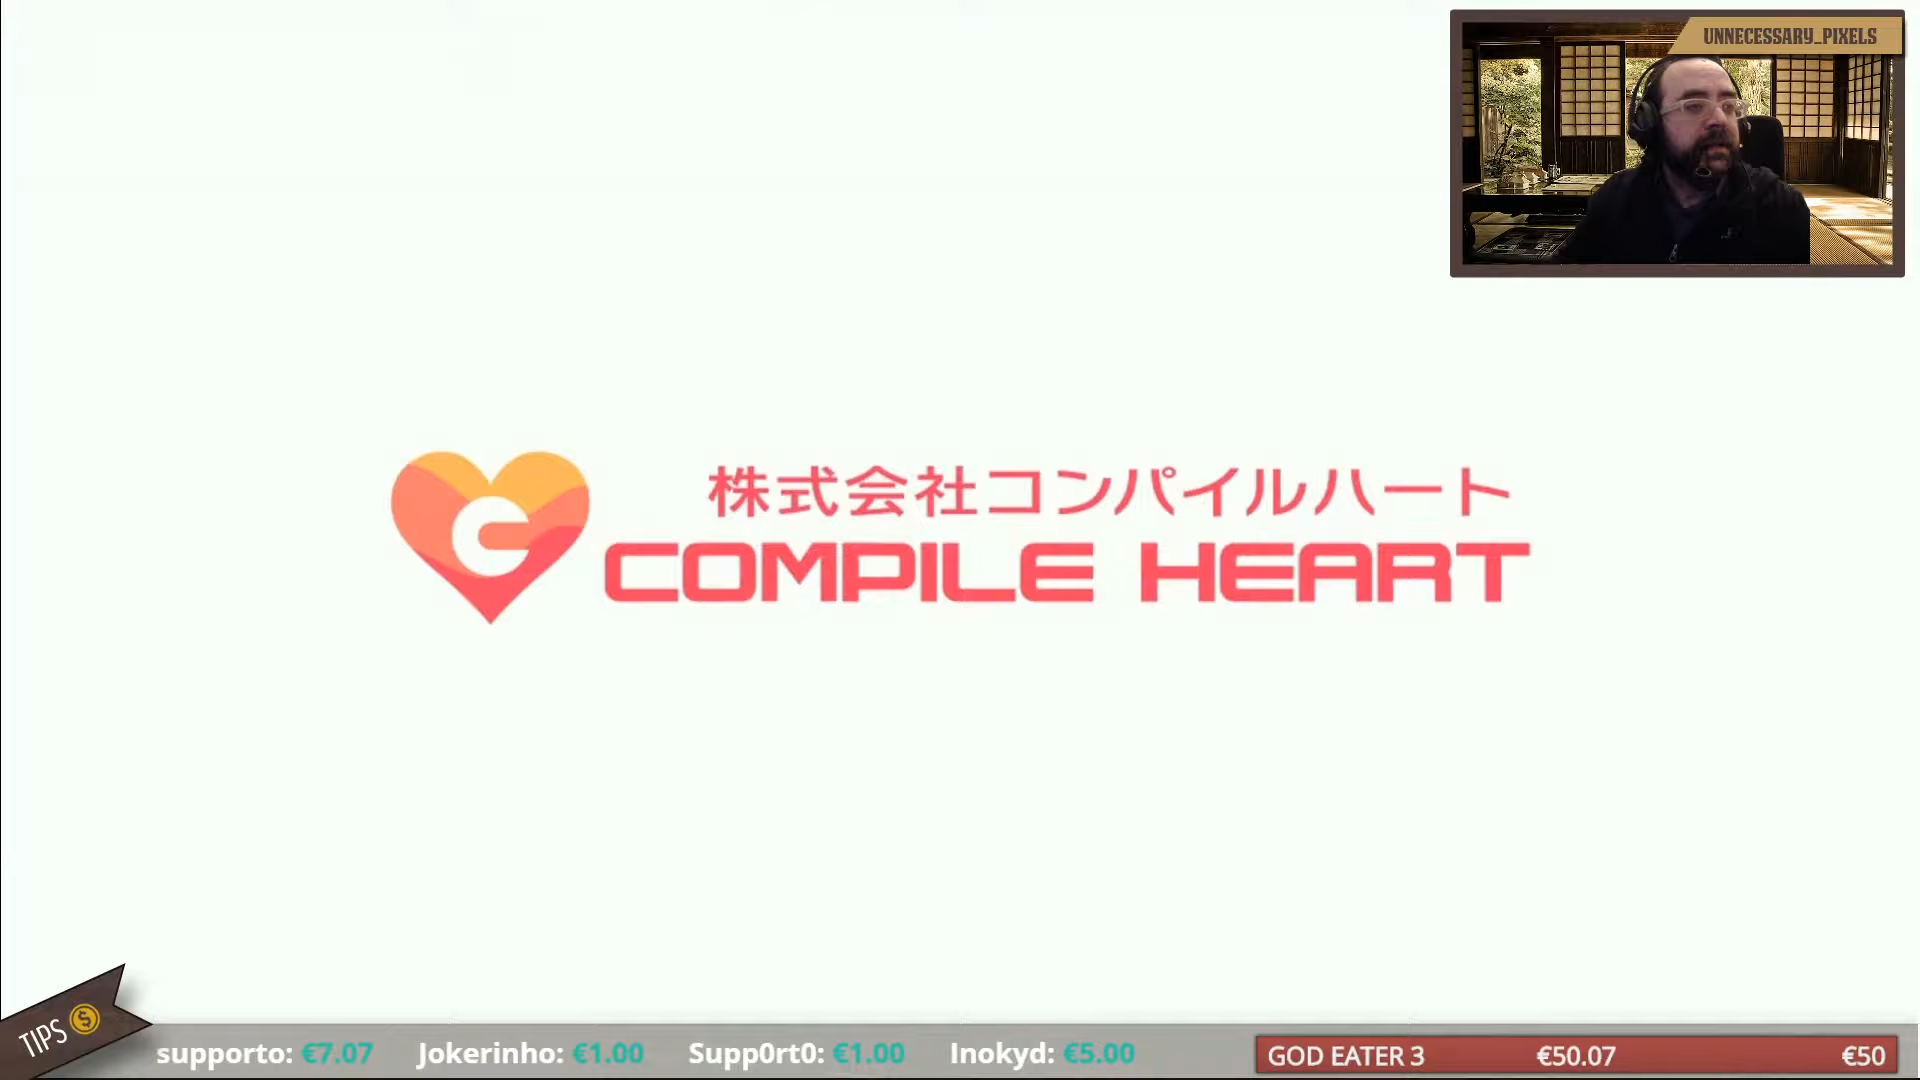 UNNECESSARY_PIXELS
株式会社コンパイルハート
COMPILE HEART
TIPS
supporto: €7.07 Jokerinho: €1.00 Supp0rt0: €1.00 Inokyd: €5.00
GOD EATER 3 €50.07 €50